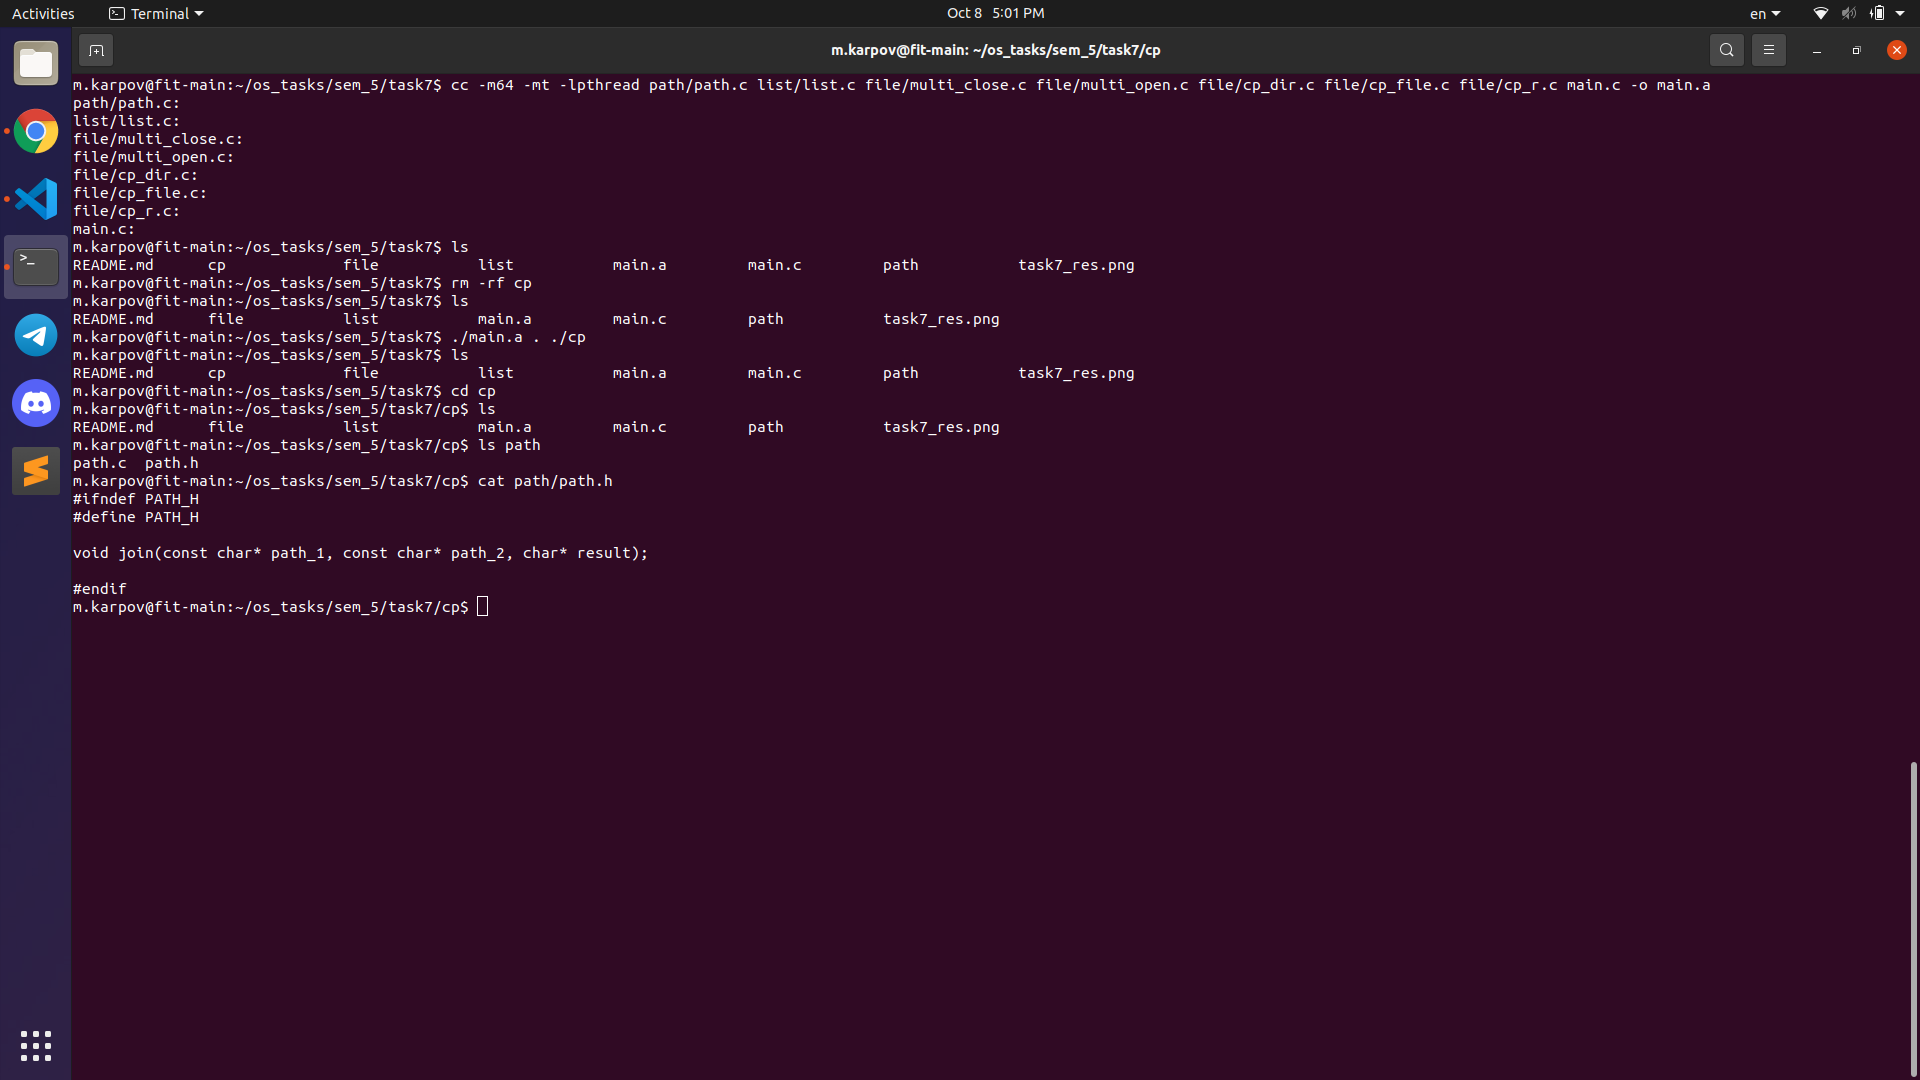 Activities
Terminal
Oct 8 5:01 PM
en
m.karpov@fit-main: ~/os_tasks/sem_5/task7/cp
m.karpov@fit-main:~/os_tasks/sem_5/task7$ cc -m64 -mt -lpthread path/path.c list/list.c file/multi_close.c file/multi_open.c file/cp_dir.c file/cp_file.c file/cp_r.c main.c -o main.a
path/path.c:
list/list.c:
file/multi_close.c:
file/multi_open.c:
file/cp_dir.c:
file/cp_file.c:
file/cp_r.c:
main.c:
m.karpov@fit-main:~/os_tasks/sem_5/task7$ ls
README.md cp file list main.a main.c path task7_res.png
m.karpov@fit-main:~/os_tasks/sem_5/task7$ rm -rf cp
m.karpov@fit-main:~/os_tasks/sem_5/task7$ ls
README.md file list main.a main.c path task7_res.png
m.karpov@fit-main:~/os_tasks/sem_5/task7$ ./main.a . ./cp
m.karpov@fit-main:~/os_tasks/sem_5/task7$ ls
README.md cp file list main.a main.c path task7_res.png
m.karpov@fit-main:~/os_tasks/sem_5/task7$ cd cp
m.karpov@fit-main:~/os_tasks/sem_5/task7/cp$ ls
README.md file list main.a main.c path task7_res.png
m.karpov@fit-main:~/os_tasks/sem_5/task7/cp$ ls path
path.c path.h
m.karpov@fit-main:~/os_tasks/sem_5/task7/cp$ cat path/path.h
#ifndef PATH_H
#define PATH_H
void join(const char* path_1, const char* path_2, char* result);
#endif
m.karpov@fit-main:~/os_tasks/sem_5/task7/cp$